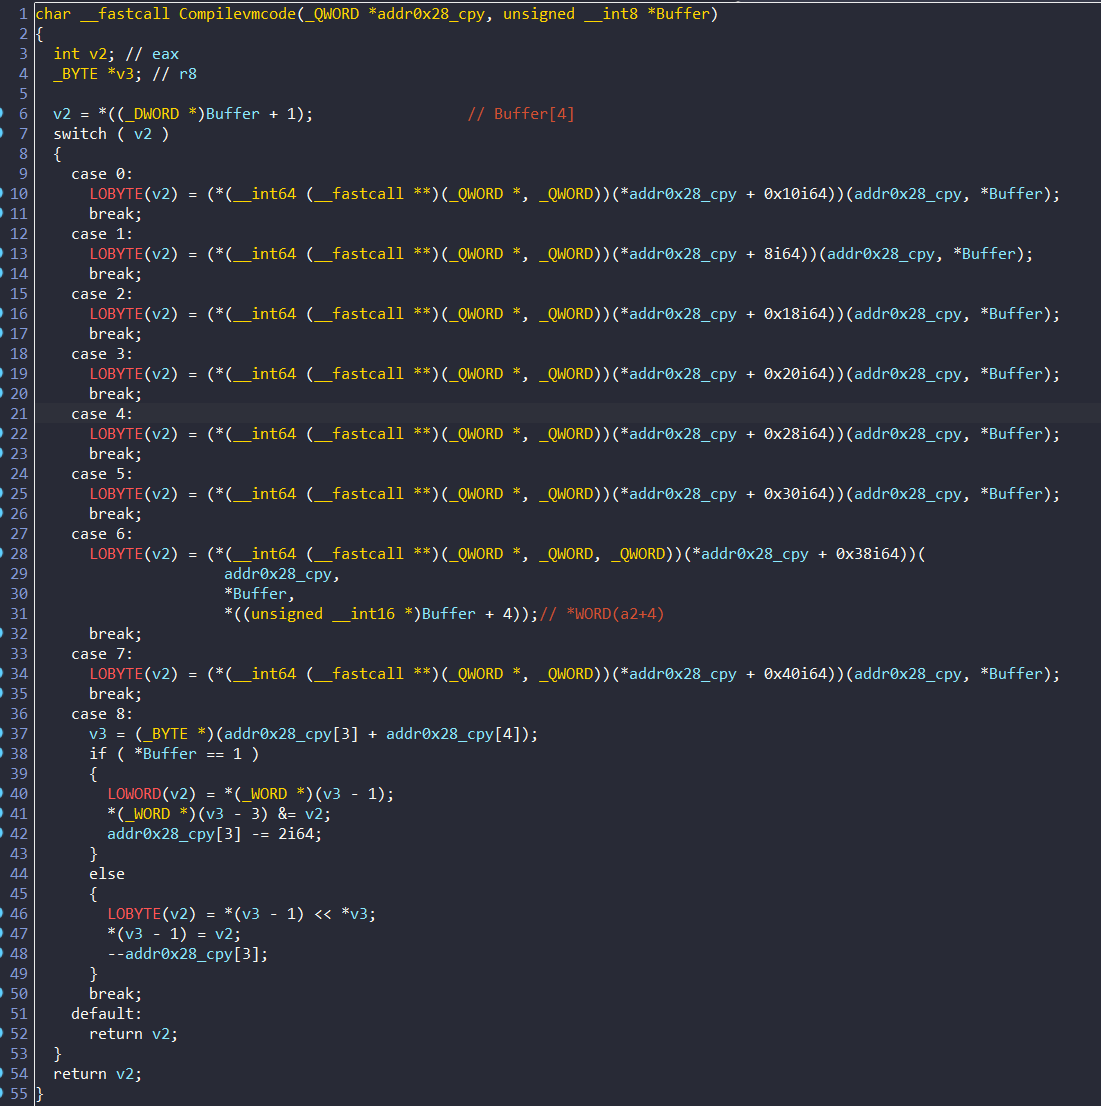 1 char __fastcall Compilevmcode(_QWORD *addr0x28_cpy, unsigned __int8 *Buffer)
2 {
3   int v2; // eax
4   _BYTE *v3; // r8
5
6   v2 = *((_DWORD *)Buffer + 1);                 // Buffer[4]
7   switch ( v2 )
8   {
9     case 0:
10       LOBYTE(v2) = (*(__int64 (__fastcall **)(_QWORD *, _QWORD))(*addr0x28_cpy + 0x10i64))(addr0x28_cpy, *Buffer);
11       break;
12     case 1:
13       LOBYTE(v2) = (*(__int64 (__fastcall **)(_QWORD *, _QWORD))(*addr0x28_cpy + 8i64))(addr0x28_cpy, *Buffer);
14       break;
15     case 2:
16       LOBYTE(v2) = (*(__int64 (__fastcall **)(_QWORD *, _QWORD))(*addr0x28_cpy + 0x18i64))(addr0x28_cpy, *Buffer);
17       break;
18     case 3:
19       LOBYTE(v2) = (*(__int64 (__fastcall **)(_QWORD *, _QWORD))(*addr0x28_cpy + 0x20i64))(addr0x28_cpy, *Buffer);
20       break;
21     case 4:
22       LOBYTE(v2) = (*(__int64 (__fastcall **)(_QWORD *, _QWORD))(*addr0x28_cpy + 0x28i64))(addr0x28_cpy, *Buffer);
23       break;
24     case 5:
25       LOBYTE(v2) = (*(__int64 (__fastcall **)(_QWORD *, _QWORD))(*addr0x28_cpy + 0x30i64))(addr0x28_cpy, *Buffer);
26       break;
27     case 6:
28       LOBYTE(v2) = (*(__int64 (__fastcall **)(_QWORD *, _QWORD, _QWORD))(*addr0x28_cpy + 0x38i64))(
29                      addr0x28_cpy,
30                      *Buffer,
31                      *((unsigned __int16 *)Buffer + 4));// *WORD(a2+4)
32       break;
33     case 7:
34       LOBYTE(v2) = (*(__int64 (__fastcall **)(_QWORD *, _QWORD))(*addr0x28_cpy + 0x40i64))(addr0x28_cpy, *Buffer);
35       break;
36     case 8:
37       v3 = (_BYTE *)(addr0x28_cpy[3] + addr0x28_cpy[4]);
38       if ( *Buffer == 1 )
39       {
40         LOWORD(v2) = *(_WORD *)(v3 - 1);
41         *(_WORD *)(v3 - 3) &= v2;
42         addr0x28_cpy[3] -= 2i64;
43       }
44       else
45       {
46         LOBYTE(v2) = *(v3 - 1) << *v3;
47         *(v3 - 1) = v2;
48         --addr0x28_cpy[3];
49       }
50       break;
51     default:
52       return v2;
53   }
54   return v2;
55 }